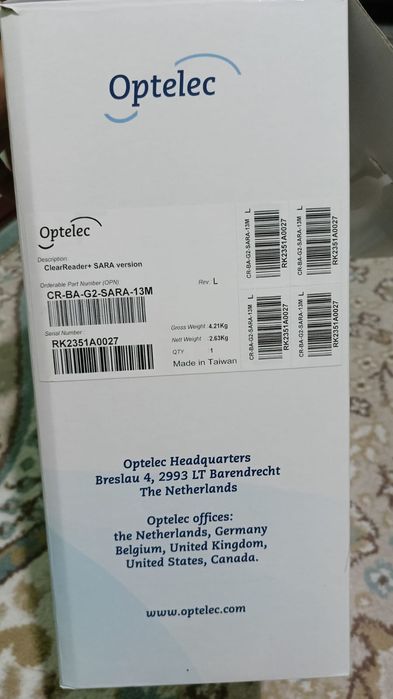 Optelec
Optelec
Description:
ClearReader+ SARA version
Orderable Part Number (OPN)
Rev: L
CR-BA-G2-SARA-13M
Serial Number:
RK2351A0027
Gross Weight: 4.21Kg
Nett Weight: 2.63Kg
QTY 1
Made in Taiwan
CR-BA-G2-SARA-13M L
RK2351A0027
CR-BA-G2-SARA-13M L
RK2351A0027
CR-BA-G2-SARA-13M L
RK2351A0027
CR-BA-G2-SARA-13M L
RK2351A0027
Optelec Headquarters
Breslau 4, 2993 LT Barendrecht
The Netherlands
Optelec offices:
the Netherlands, Germany
Belgium, United Kingdom,
United States, Canada.
www.optelec.com